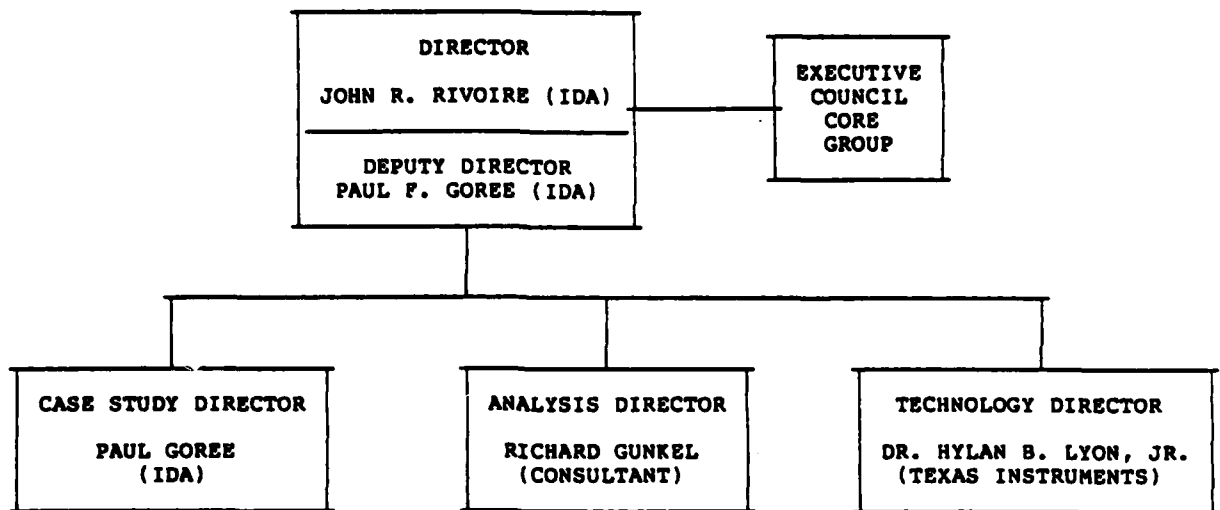 DIRECTOR
JOHN R. RIVOIRE (IDA)
DEPUTY DIRECTOR
PAUL F. GOREE (IDA)
EXECUTIVE
COUNCIL
CORE
GROUP
CASE STUDY DIRECTOR
PAUL GOREE
(IDA)
ANALYSIS DIRECTOR
RICHARD GUNKEL
(CONSULTANT)
TECHNOLOGY DIRECTOR
DR. HYLAN B. LYON, JR.
(TEXAS INSTRUMENTS)